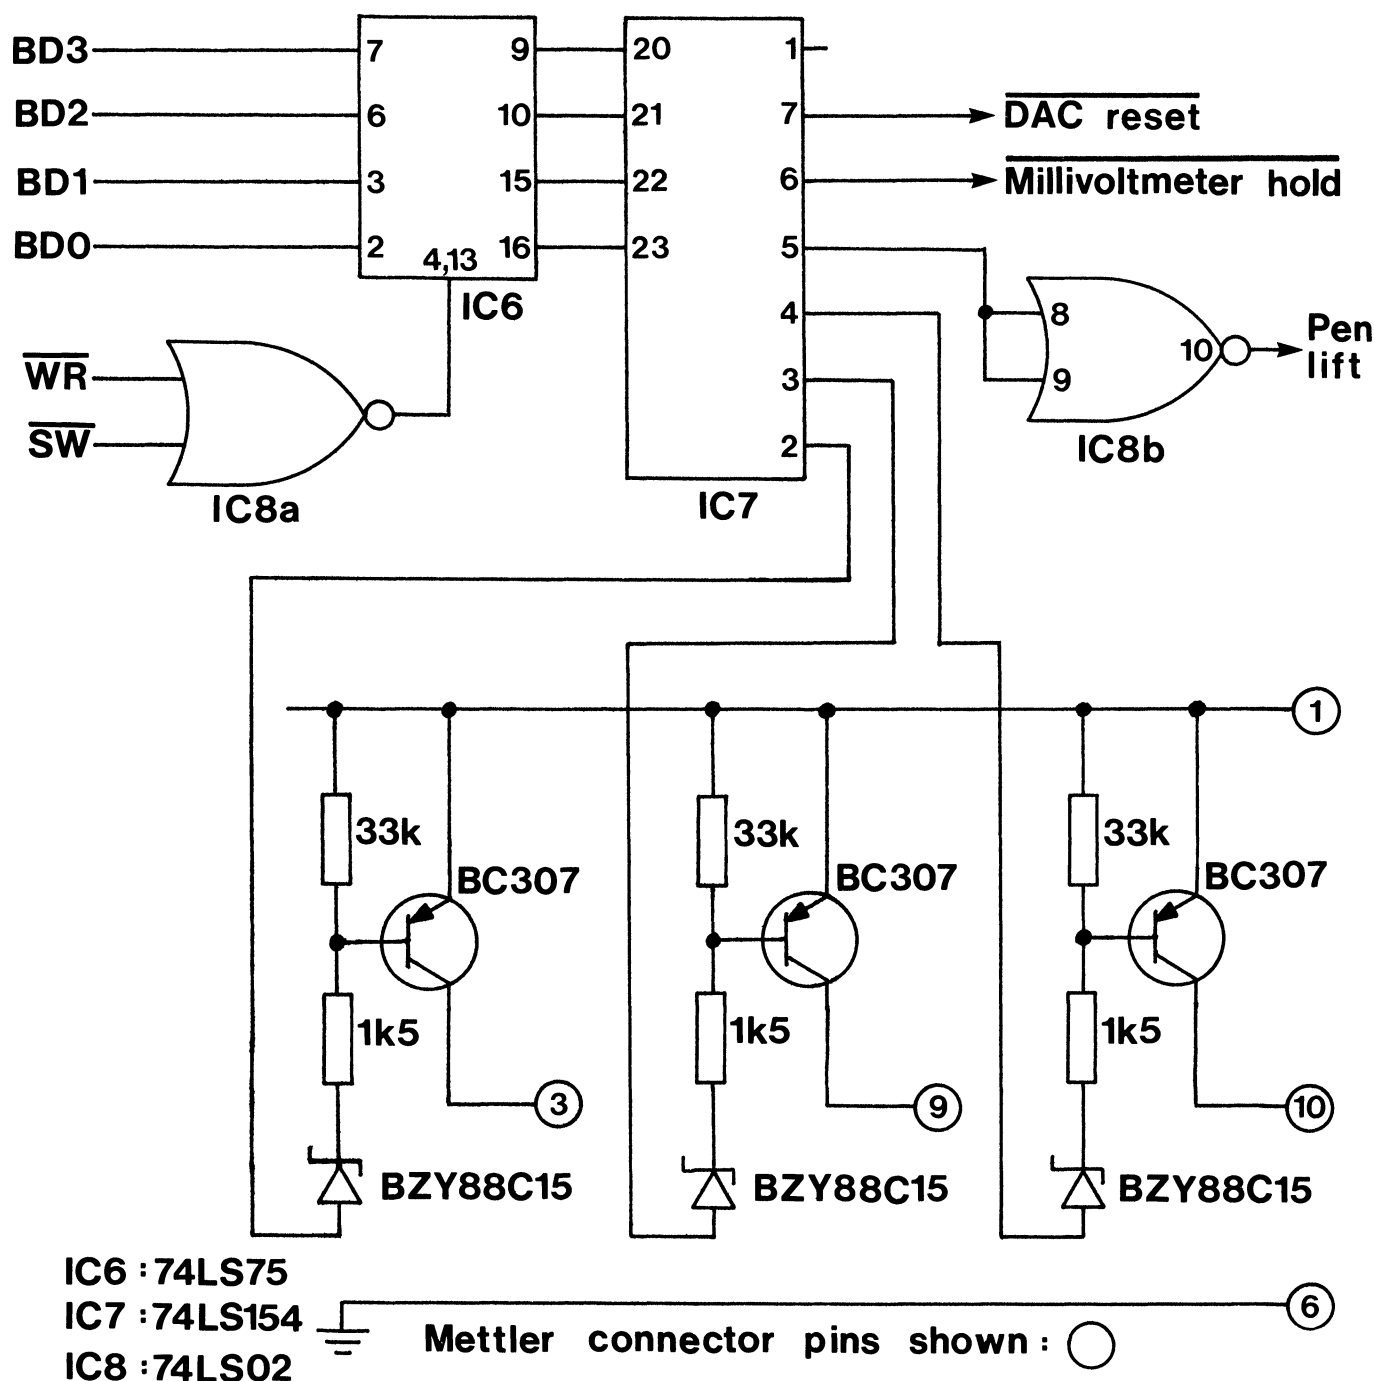 BD3
7
9
20
1
BD2
6
10
21
7
DAC reset
BD1
3
15
22
6
Millivoltmeter hold
BD0
2
4,13
16
23
5
IC6
4
8
Pen
lift
10
WR
3
9
SW
2
IC8b
IC8a
IC7
1
33k
33k
33k
BC307
BC307
BC307
1k5
1k5
1k5
3
9
10
BZY88C15
BZY88C15
BZY88C15
IC6 : 74LS75
IC7 : 74LS154
IC8 : 74LS02
6
Mettler connector pins shown :